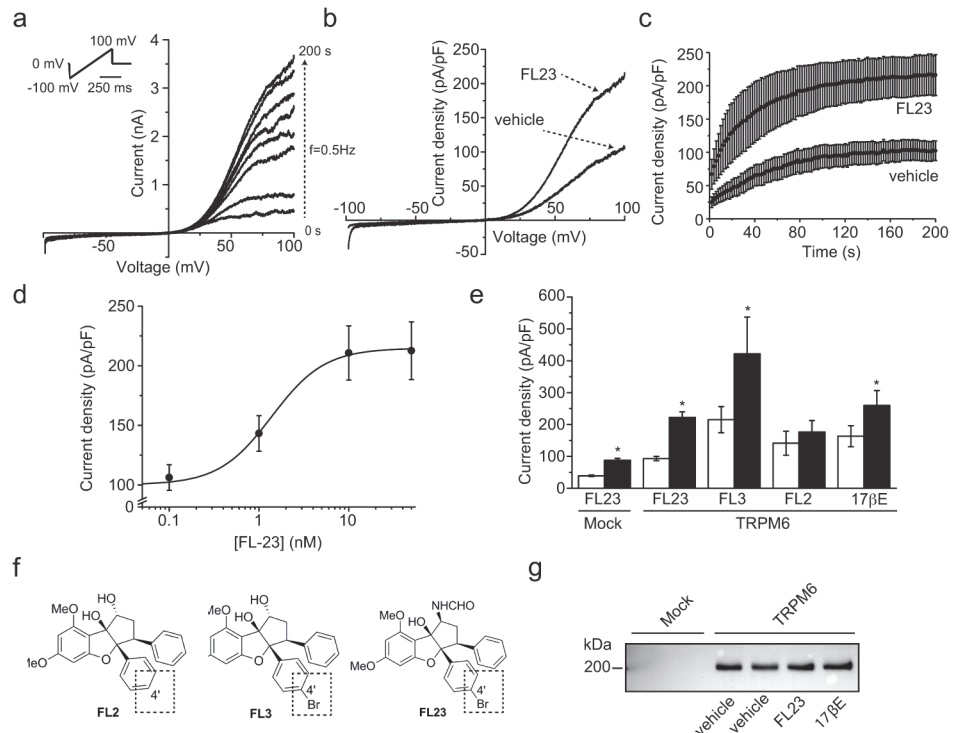 a
100 mV
0 mV
-100 mV
250 ms
Current (nA)
4
3
2
1
0
200 s
f=0.5Hz
0 s
-50
0
50
100
Voltage (mV)
b
Current density (pA/pF)
250
200
150
100
50
-50
FL23
vehicle
-100
-50
50
100
Voltage (mV)
c
Current density (pA/pF)
250
200
150
100
50
0
FL23
vehicle
0
40
80
120
160
200
Time (s)
d
Current density (pA/pF)
250
200
150
100
0
0.1
1
10
[FL-23] (nM)
e
Current density (pA/pF)
600
500
400
300
200
100
0
*
*
*
*
FL23
FL23
FL3
FL2
17βE
Mock
TRPM6
f
HO
MeO
HO
MeO
O
4'
FL2
HO
MeO
HO
O
4'
Br
FL3
NHCHO
MeO
HO
MeO
O
4'
Br
FL23
g
Mock
TRPM6
kDa
200
vehicle
vehicle
FL23
17βE